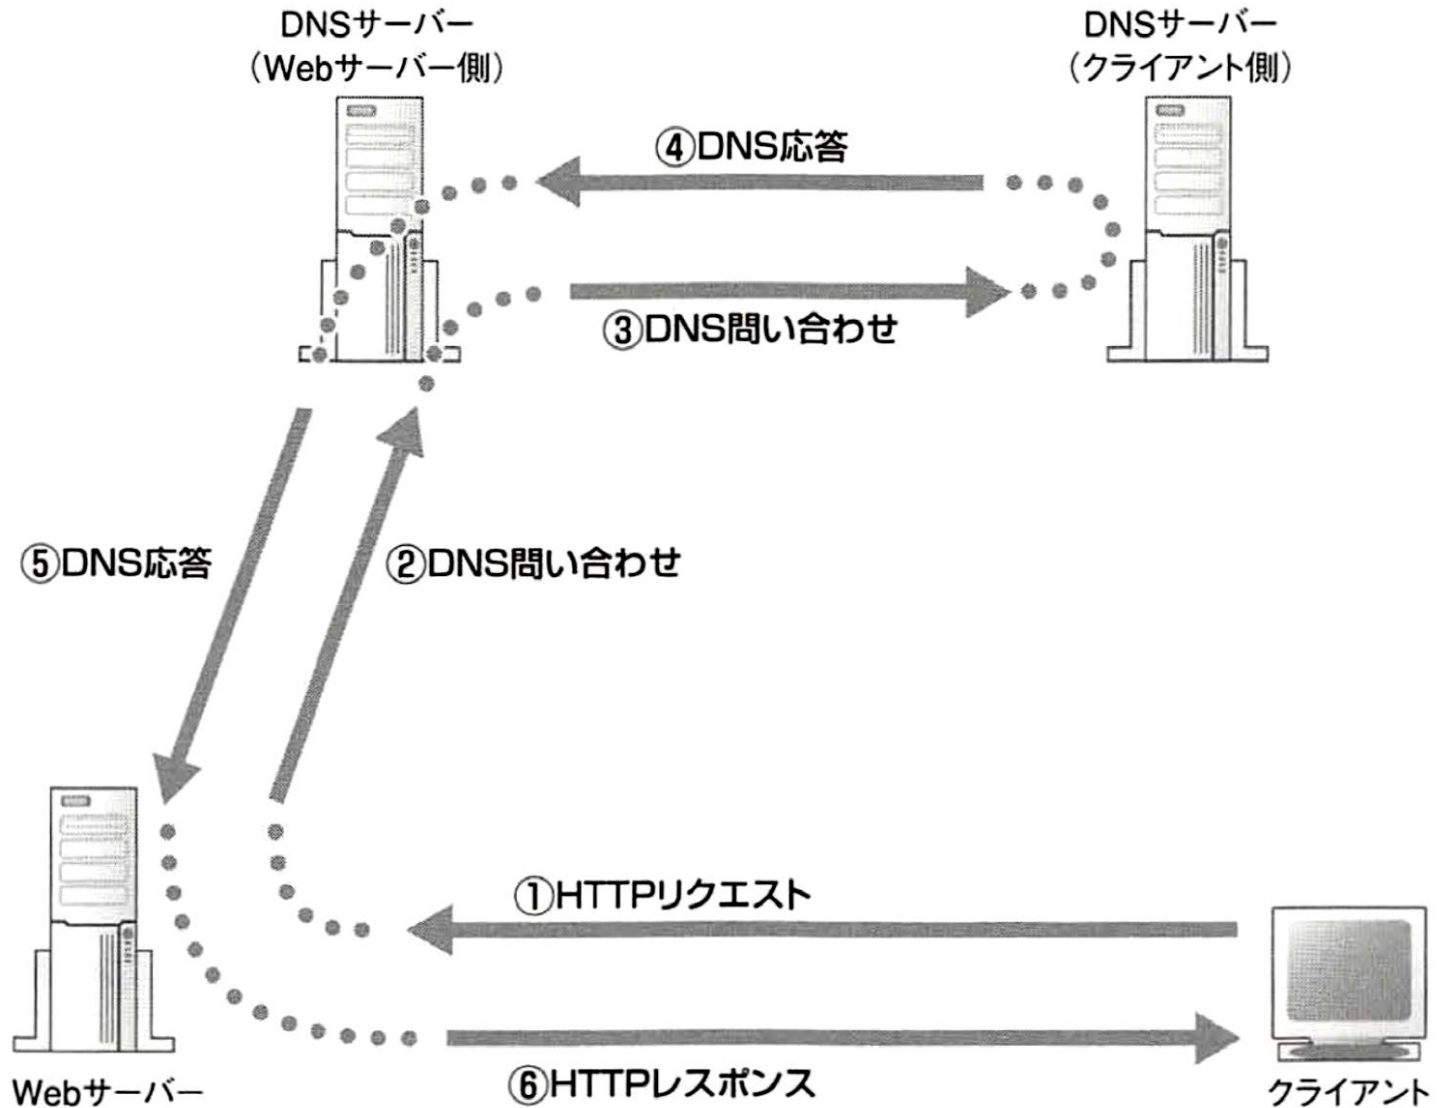 DNSサーバー
（Webサーバー側）
DNSサーバー
（クライアント側）
④DNS応答
③DNS問い合わせ
⑤DNS応答
②DNS問い合わせ
①HTTPリクエスト
⑥HTTPレスポンス
Webサーバー
クライアント